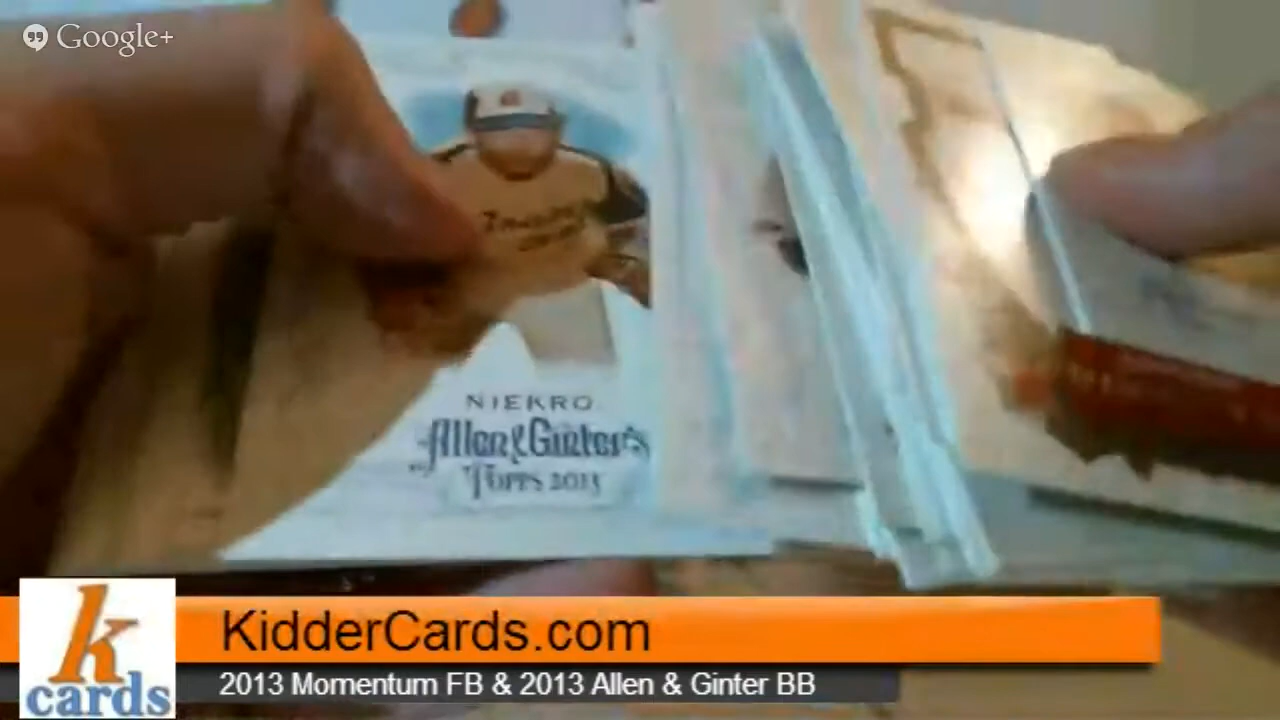 Google+
NIEKRO
Allen & Ginter's
TOPPS 2013
KidderCards.com
k
cards
2013 Momentum FB & 2013 Allen & Ginter BB